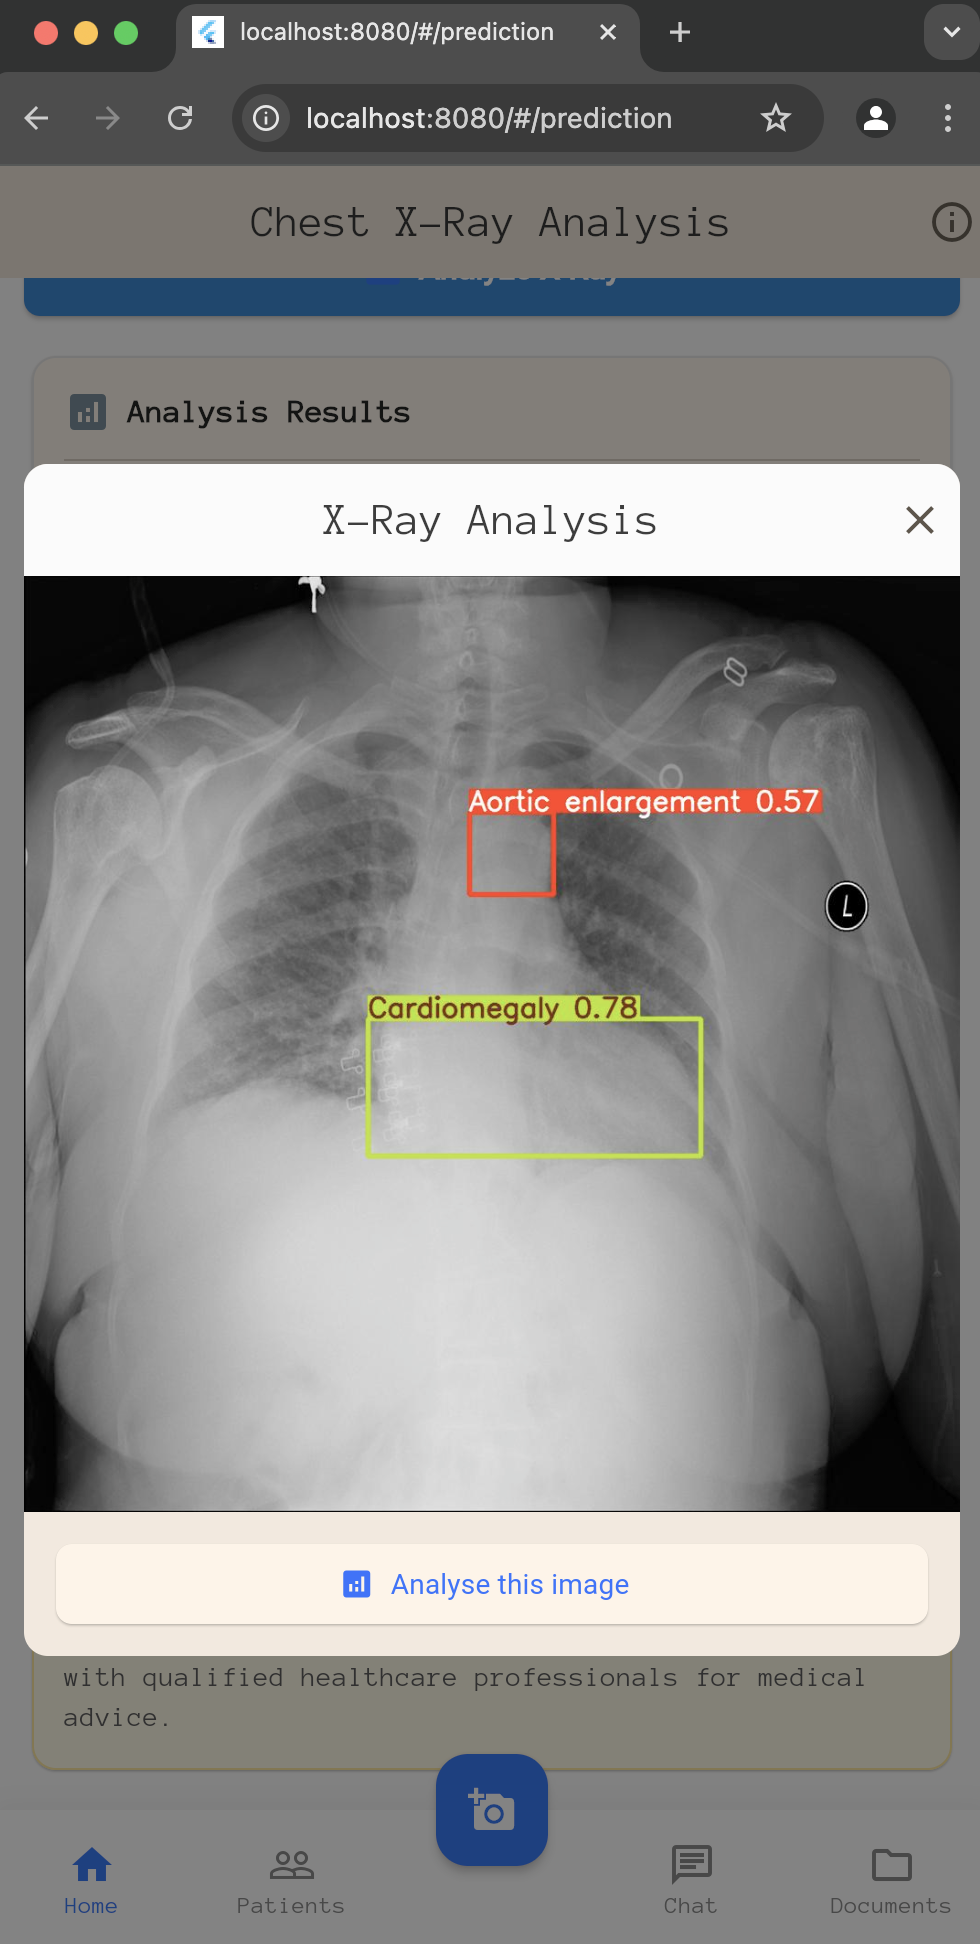 localhost:8080/#/prediction
localhost:8080/#/prediction
Chest X-Ray Analysis
Analysis Results
X-Ray Analysis
Aortic enlargement 0.57
L
Cardiomegaly 0.78
Analyse this image
with qualified healthcare professionals for medical
advice.
Home
Patients
Chat
Documents